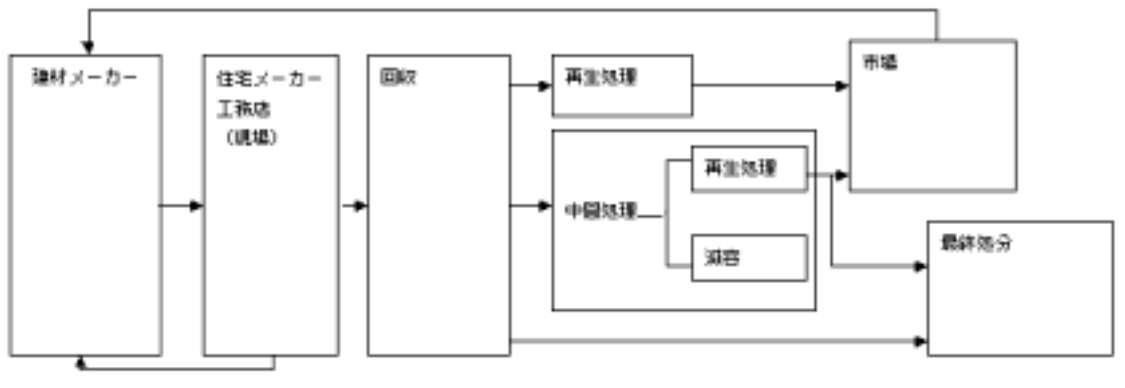 建材メーカー
住宅メーカー
工務店
（現場）
回収
再生処理
市場
中間処理
再生処理
減容
最終処分